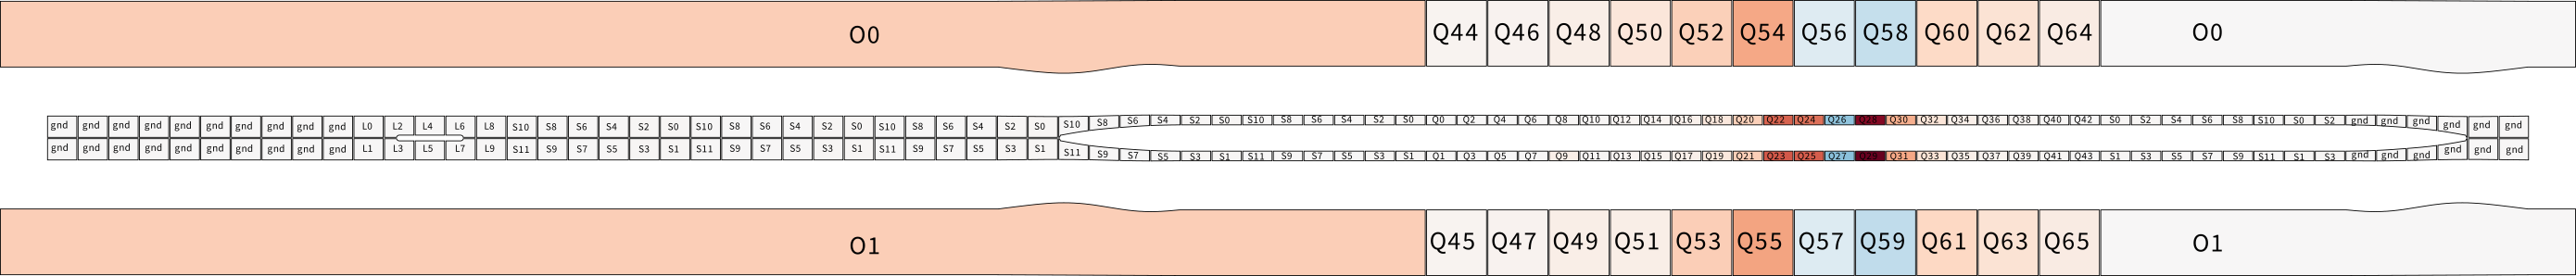 O0 Q44 Q46 Q48 Q50 Q52 Q54 Q56 Q58 Q60 Q62 Q64 O0
gnd gnd gnd gnd gnd gnd gnd gnd gnd gnd L0 L2 L4 L6 L8 S10 S8 S6 S4 S2 S0 S10 S8 S6 S4 S2 S0 S10 S8 S6 S4 S2 S0 S10 S8 S6 S4 S2 S0 S10 S8 S6 S4 S2 S0 Q0 Q2 Q4 Q6 Q8 Q10 Q12 Q14 Q16 Q18 Q20 Q22 Q24 Q26 Q28 Q30 Q32 Q34 Q36 Q38 Q40 Q42 S0 S2 S4 S6 S8 S10 S0 S2 gnd gnd gnd gnd gnd gnd
gnd gnd gnd gnd gnd gnd gnd gnd gnd gnd L1 L3 L5 L7 L9 S11 S9 S7 S5 S3 S1 S11 S9 S7 S5 S3 S1 S11 S9 S7 S5 S3 S1 S11 S9 S7 S5 S3 S1 S11 S9 S7 S5 S3 S1 Q1 Q3 Q5 Q7 Q9 Q11 Q13 Q15 Q17 Q19 Q21 Q23 Q25 Q27 Q29 Q31 Q33 Q35 Q37 Q39 Q41 Q43 S1 S3 S5 S7 S9 S11 S1 S3 gnd gnd gnd gnd gnd gnd
O1 Q45 Q47 Q49 Q51 Q53 Q55 Q57 Q59 Q61 Q63 Q65 O1